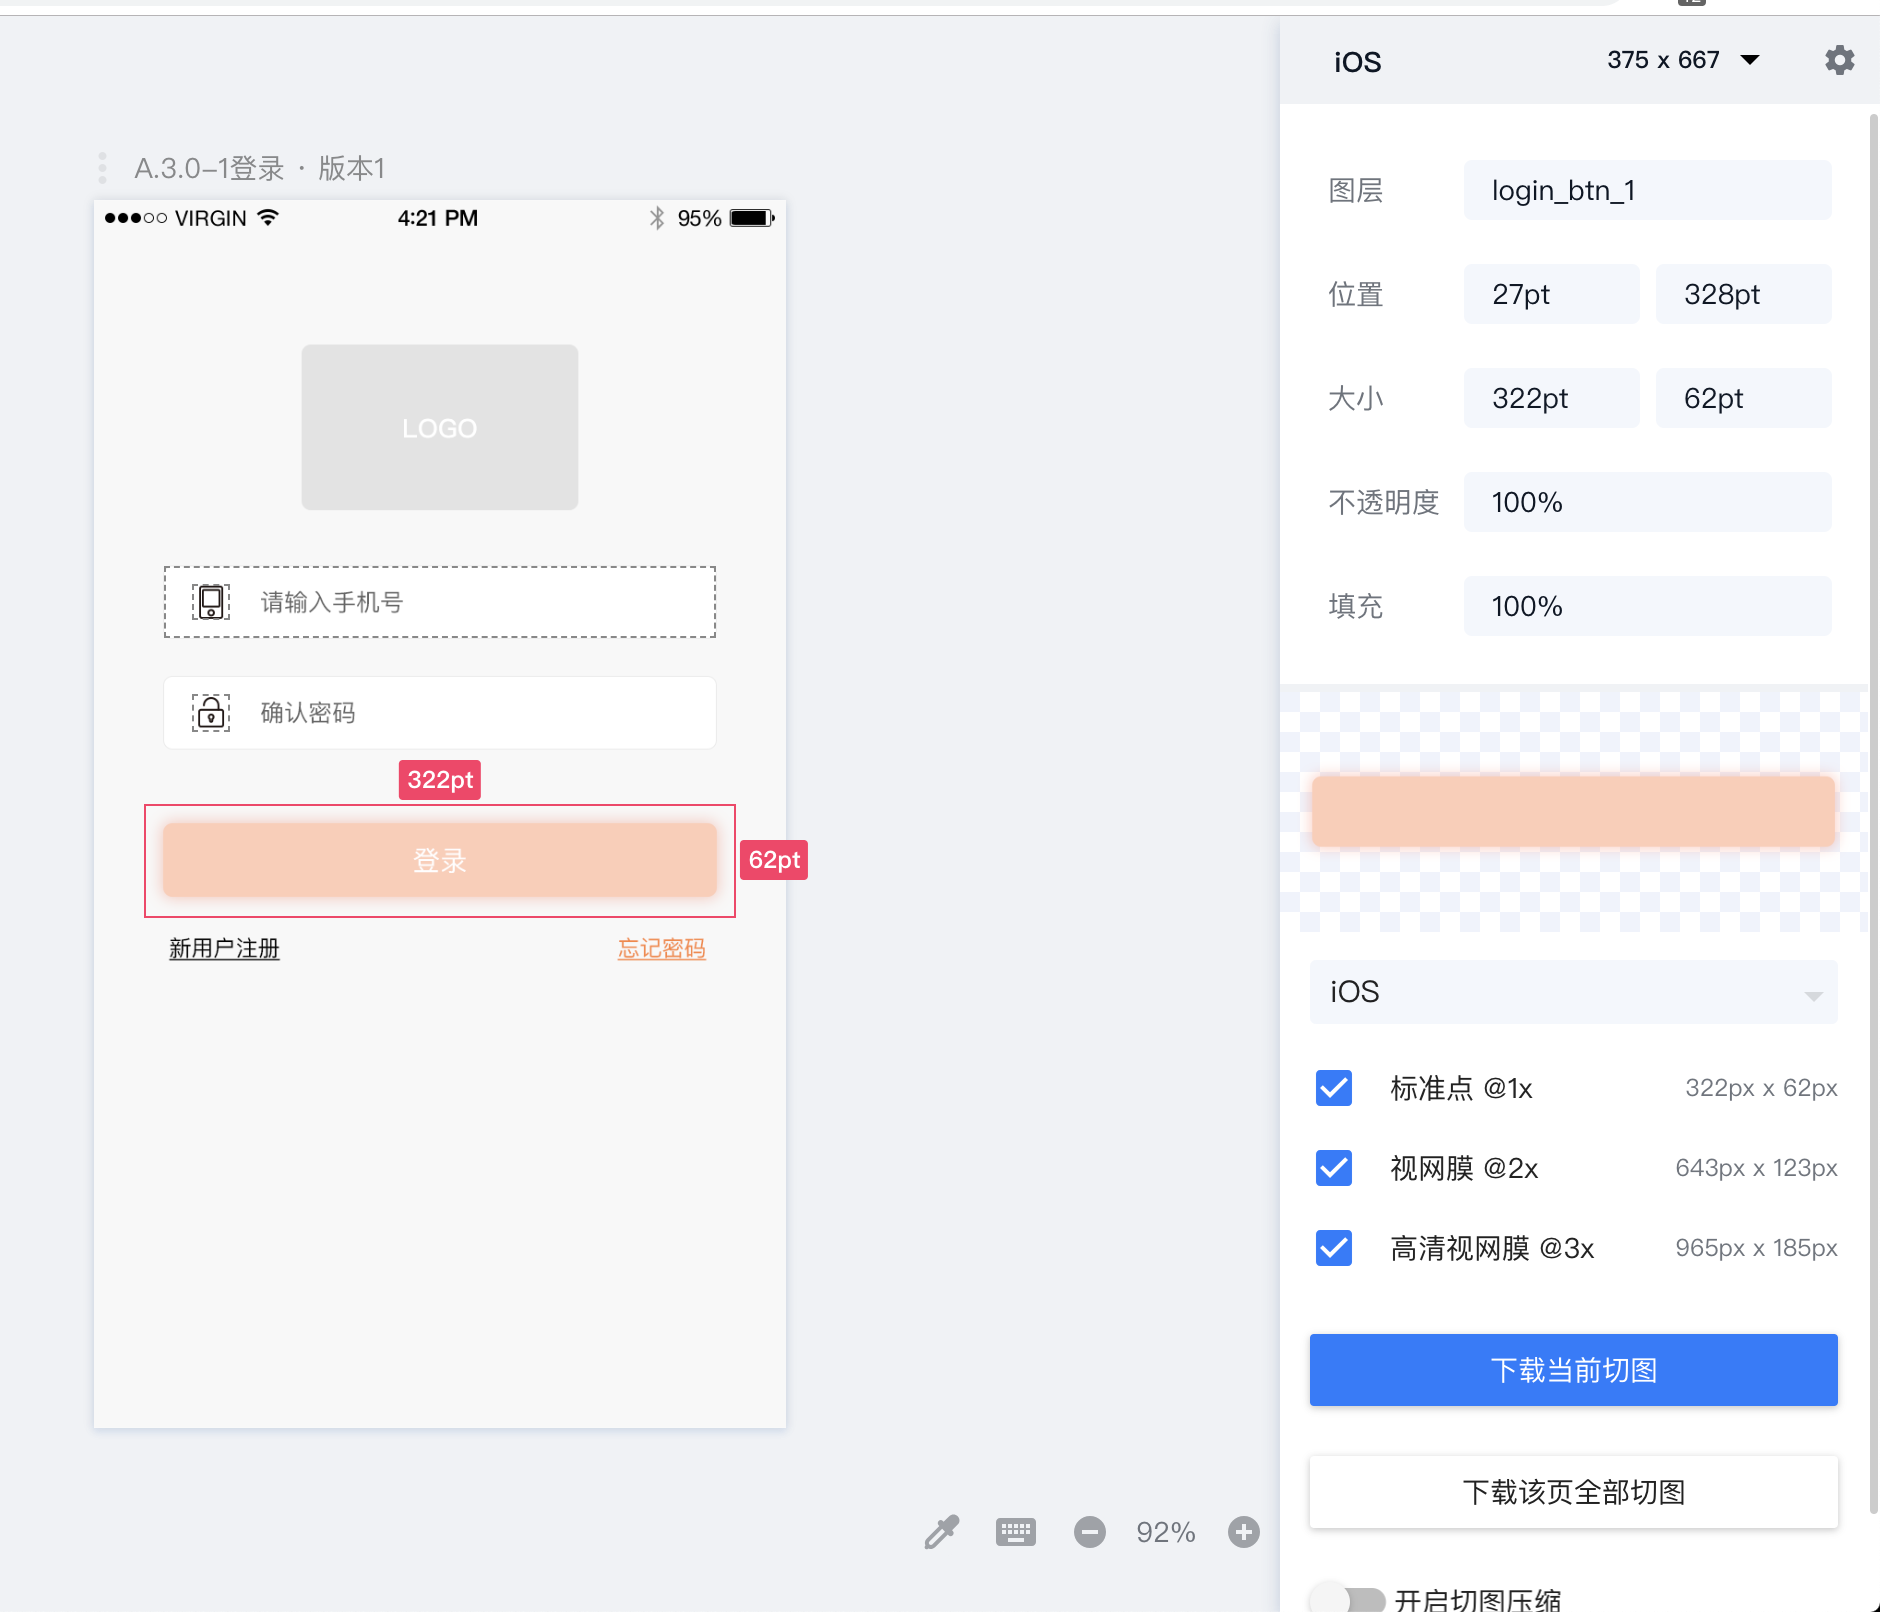 iOS
375 x 667
A.3.0-1登录 · 版本1
VIRGIN
4:21 PM
95%
LOGO
请输入手机号
确认密码
322pt
登录
62pt
新用户注册
忘记密码
92%
图层
login_btn_1
位置
27pt
328pt
大小
322pt
62pt
不透明度
100%
填充
100%
iOS
标准点 @1x
322px x 62px
视网膜 @2x
643px x 123px
高清视网膜 @3x
965px x 185px
下载当前切图
下载该页全部切图
开启切图压缩